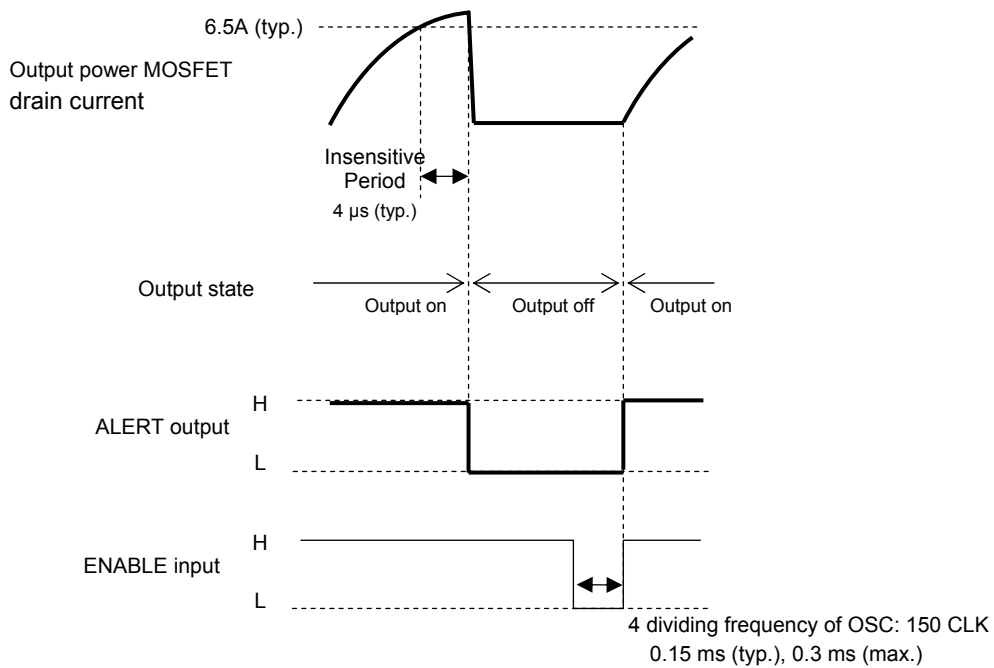 6.5A (typ.)
Output power MOSFET
drain current
Insensitive
Period
4 μs (typ.)
Output state
Output on
Output off
Output on
H
ALERT output
L
H
ENABLE input
L
4 dividing frequency of OSC: 150 CLK
0.15 ms (typ.), 0.3 ms (max.)